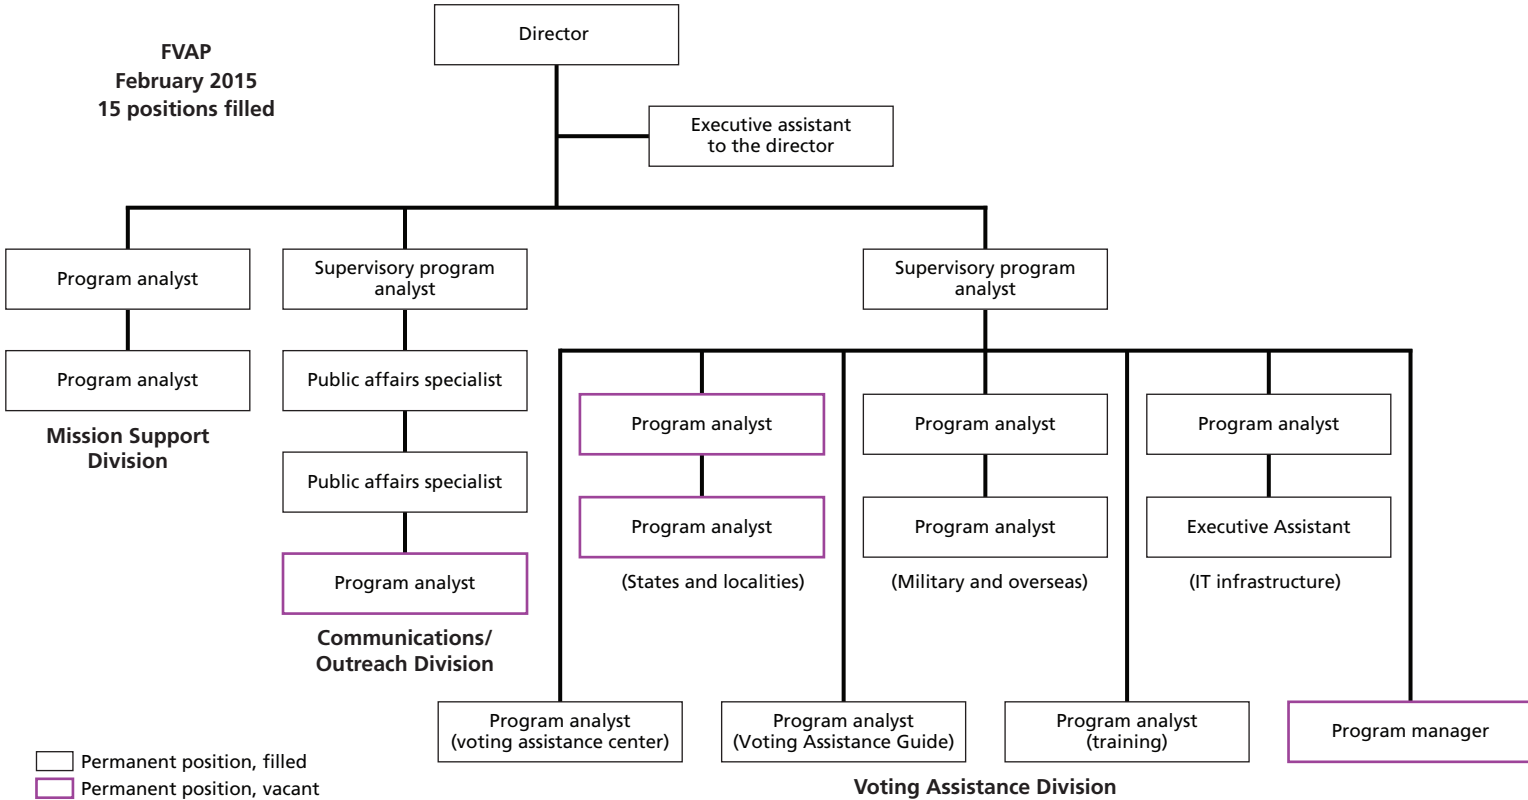 FVAP
February 2015
15 positions filled
Director
Executive assistant
to the director
Program analyst
Program analyst
Mission Support
Division
Supervisory program
analyst
Public affairs specialist
Public affairs specialist
Program analyst
Communications/
Outreach Division
Supervisory program
analyst
Program analyst
Program analyst
(States and localities)
Program analyst
Program analyst
(Military and overseas)
Program analyst
Executive Assistant
(IT infrastructure)
Program analyst
(voting assistance center)
Program analyst
(Voting Assistance Guide)
Program analyst
(training)
Program manager
Voting Assistance Division
Permanent position, filled
Permanent position, vacant